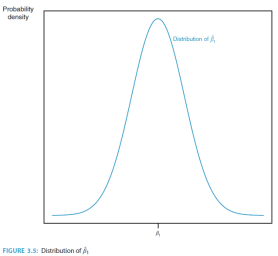 Probability
density
Distribution of β̂₁
β₁
FIGURE 3.5: Distribution of β̂₁